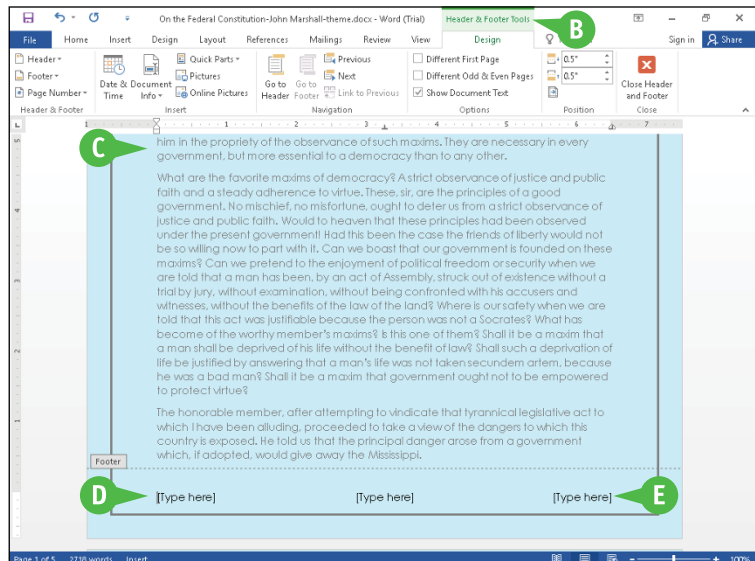 On the Federal Constitution-John Marshall-theme.docx - Word (Trial)
Header & Footer Tools
B
File Home Insert Design Layout References Mailings Review View Design Sign in Share
Header Quick Parts Previous Different First Page 0.5"
Footer Pictures Next Different Odd & Even Pages 0.5"
Page Number Date & Time Document Info Online Pictures Go to Header Go to Footer Link to Previous Show Document Text Close Header and Footer
Header & Footer Insert Navigation Options Position Close
1 1 2 3 4 5 6 7
C
him in the propriety of the observance of such maxims. They are necessary in every
government, but more essential to a democracy than to any other.
What are the favorite maxims of democracy? A strict observance of justice and public
faith and a steady adherence to virtue. These, sir, are the principles of a good
government. No mischief, no misfortune, ought to deter us from a strict observance of
justice and public faith. Would to heaven that these principles had been observed
under the present government! Had this been the case the friends of liberty would not
be so willing now to part with it. Can we boast that our government is founded on these
maxims? Can we pretend to the enjoyment of political freedom or security when we
are told that a man has been, by an act of Assembly, struck out of existence without a
trial by jury, without examination, without being confronted with his accusers and
witnesses, without the benefits of the law of the land? Where is our safety when we are
told that this act was justifiable because the person was not a Socrates? What has
become of the worthy member's maxims? Is this one of them? Shall it be a maxim that
a man shall be deprived of his life without the benefit of law? Shall such a deprivation of
life be justified by answering that a man's life was not taken secundem artem, because
he was a bad man? Shall it be a maxim that government ought not to be empowered
to protect virtue?
The honorable member, after attempting to vindicate that tyrannical legislative act to
which I have been alluding, proceeded to take a view of the dangers to which this
country is exposed. He told us that the principal danger arose from a government
which, if adopted, would give away the Mississippi.
Footer
D [Type here] [Type here] [Type here] E
Page 1 of 5 2718 words Insert 100%